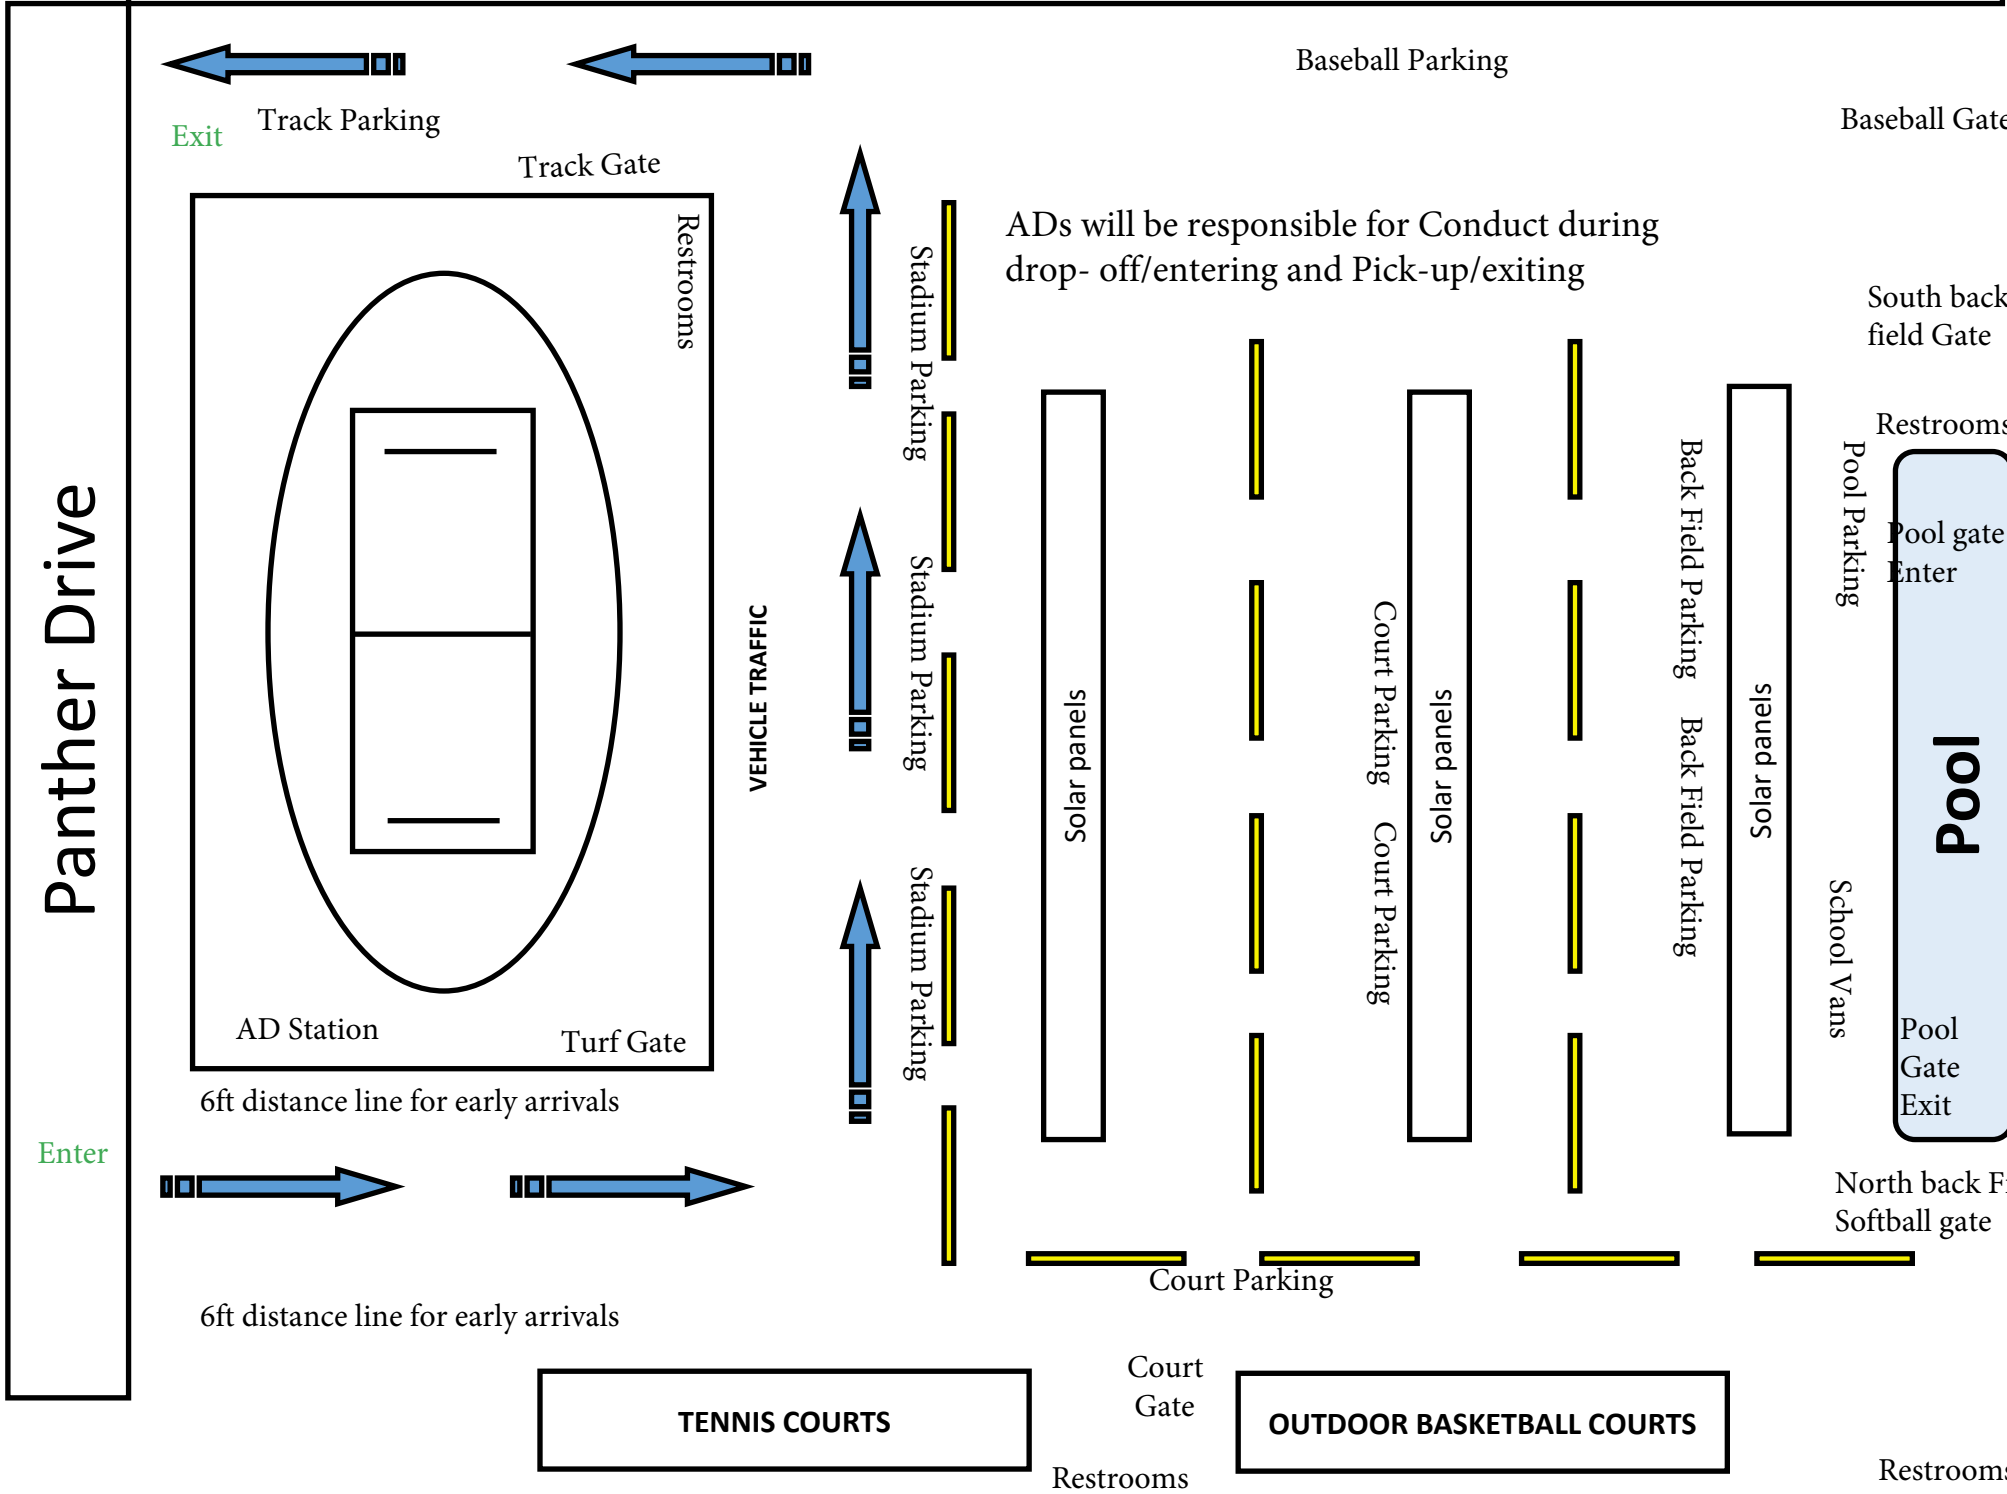 Baseball Parking
Track Parking
Exit
Baseball Gate
Track Gate
Restrooms
ADs will be responsible for Conduct during
drop- off/entering and Pick-up/exiting
South back
field Gate
Restrooms
Panther Drive
VEHICLE TRAFFIC
Stadium Parking
Stadium Parking
Stadium Parking
Solar panels
Court Parking
Court Parking
Solar panels
Back Field Parking
Back Field Parking
Solar panels
Pool Parking
School Vans
Pool gate
Enter
Pool
Pool
Gate
Exit
AD Station
Turf Gate
6ft distance line for early arrivals
Enter
North back
Softball gate
Court Parking
6ft distance line for early arrivals
Court
Gate
TENNIS COURTS
OUTDOOR BASKETBALL COURTS
Restrooms
Restrooms